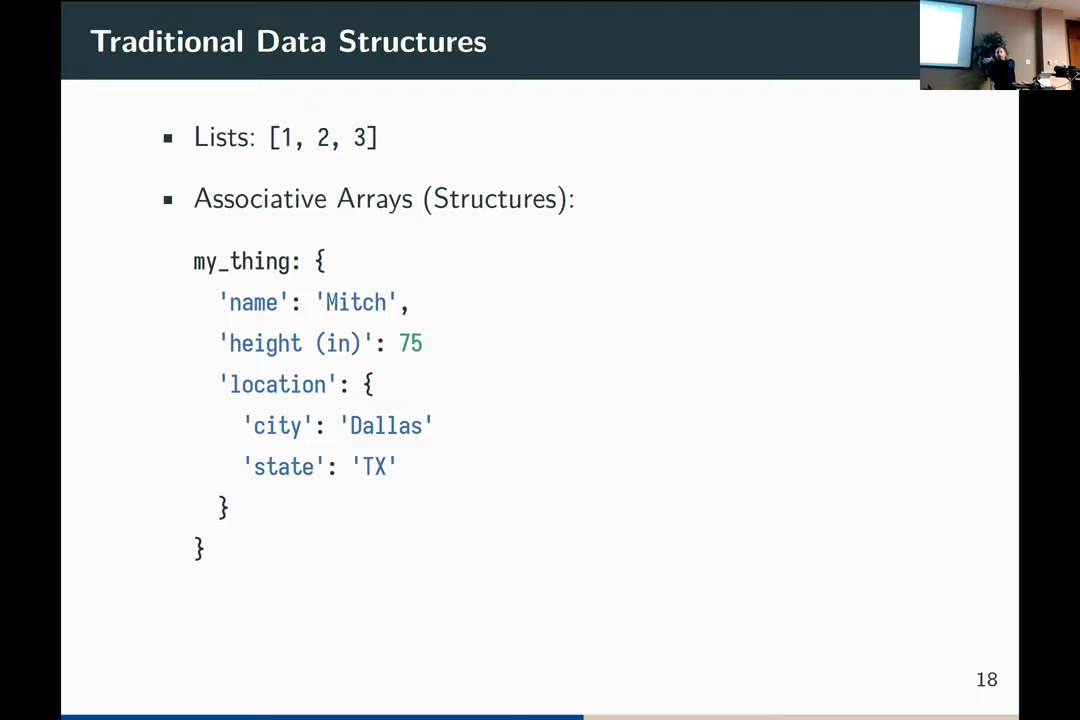 Traditional Data Structures
▪ Lists: [1, 2, 3]
▪ Associative Arrays (Structures):
my_thing: {
'name': 'Mitch',
'height (in)': 75
'location': {
'city': 'Dallas'
'state': 'TX'
}
}
18